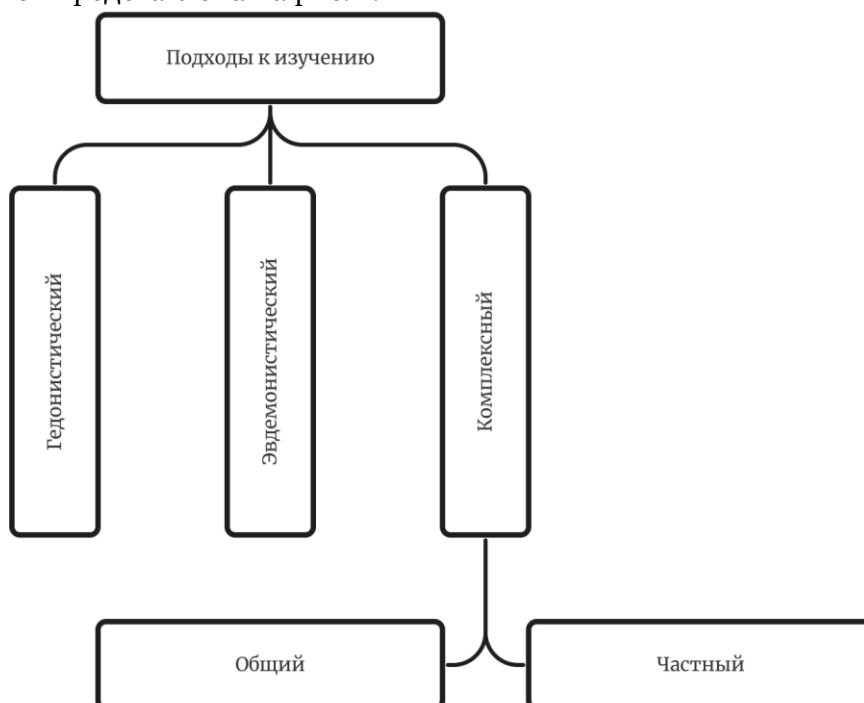 Подходы к изучению
Гедонистический
Эвдемонистический
Комплексный
Общий
Частный